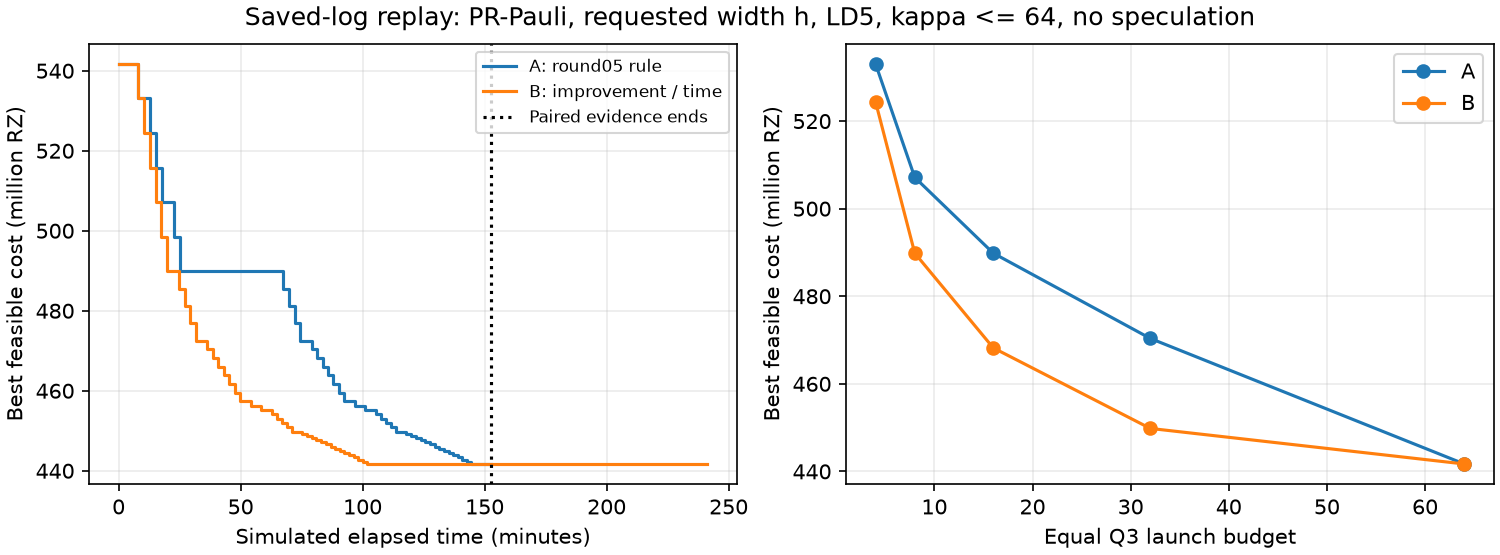 Saved-log replay: PR-Pauli, requested width h, LD5, kappa <= 64, no speculation
Best feasible cost (million RZ)
540
520
500
480
460
440
A: round05 rule
B: improvement / time
Paired evidence ends
0
50
100
150
200
250
Simulated elapsed time (minutes)
Best feasible cost (million RZ)
520
500
480
460
440
A
B
10
20
30
40
50
60
Equal Q3 launch budget